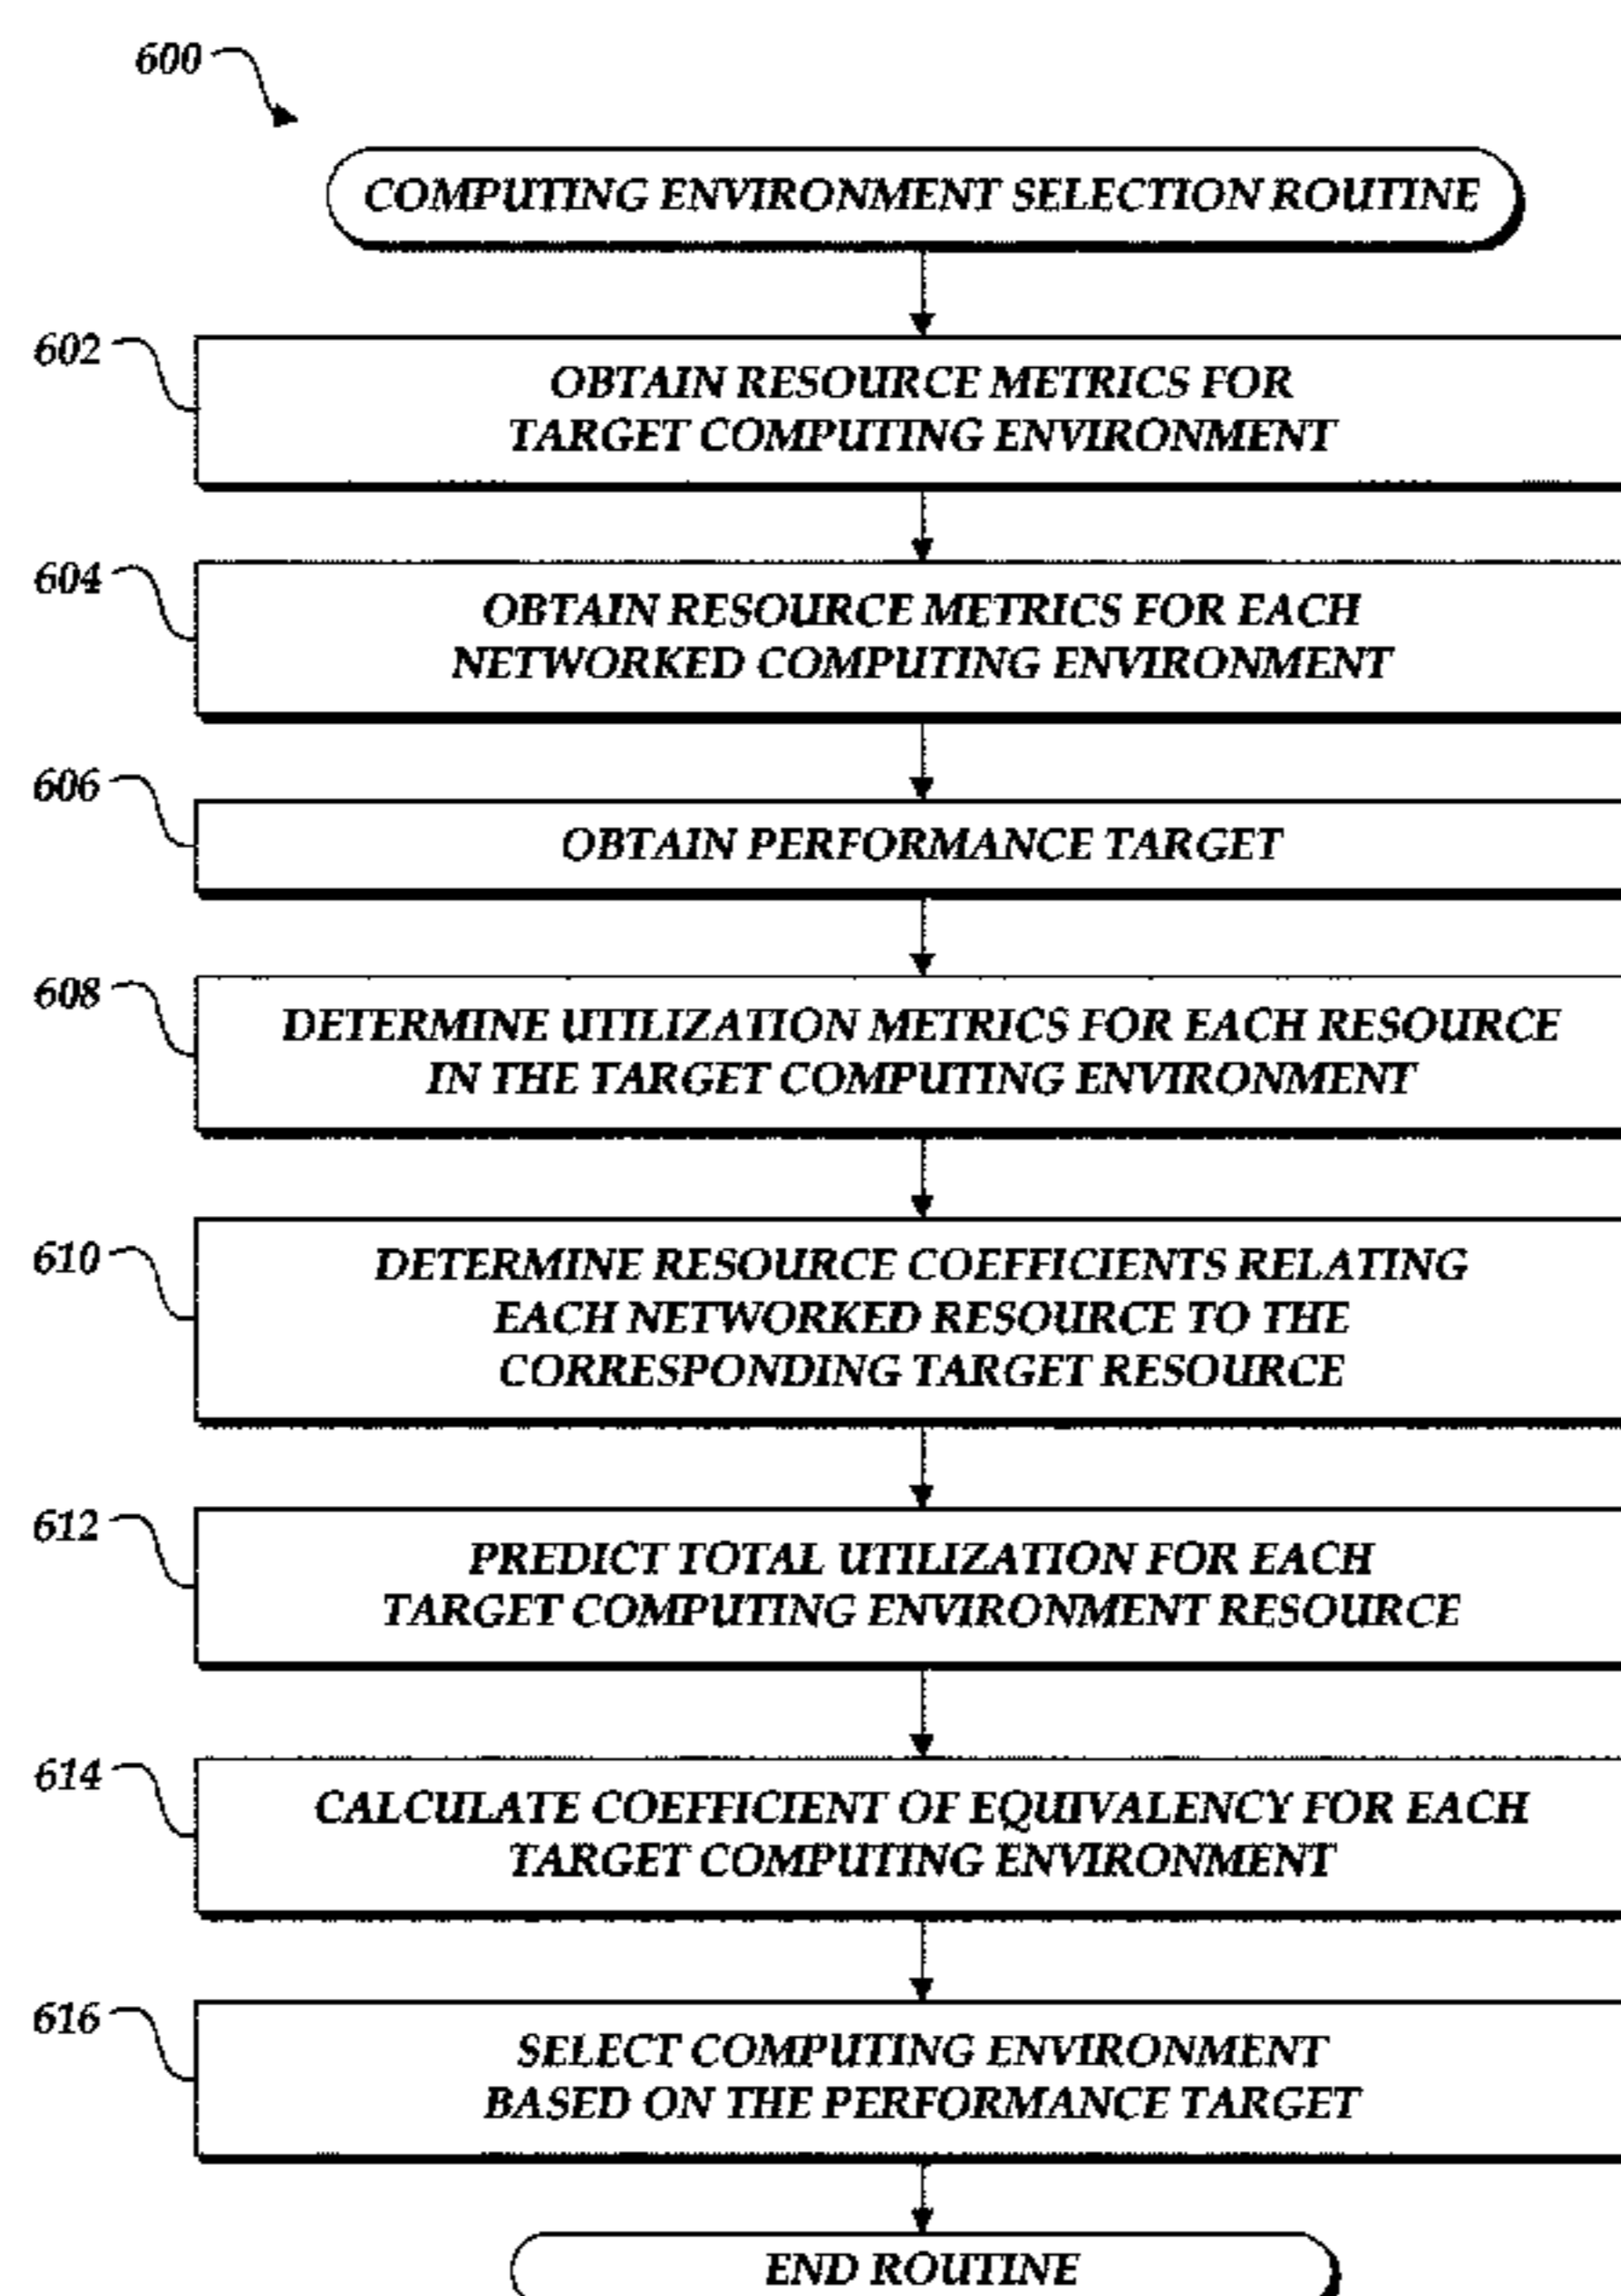 600
COMPUTING ENVIRONMENT SELECTION ROUTINE
602
OBTAIN RESOURCE METRICS FOR
TARGET COMPUTING ENVIRONMENT
604
OBTAIN RESOURCE METRICS FOR EACH
NETWORKED COMPUTING ENVIRONMENT
606
OBTAIN PERFORMANCE TARGET
608
DETERMINE UTILIZATION METRICS FOR EACH RESOURCE
IN THE TARGET COMPUTING ENVIRONMENT
610
DETERMINE RESOURCE COEFFICIENTS RELATING
EACH NETWORKED RESOURCE TO THE
CORRESPONDING TARGET RESOURCE
612
PREDICT TOTAL UTILIZATION FOR EACH
TARGET COMPUTING ENVIRONMENT RESOURCE
614
CALCULATE COEFFICIENT OF EQUIVALENCY FOR EACH
TARGET COMPUTING ENVIRONMENT
616
SELECT COMPUTING ENVIRONMENT
BASED ON THE PERFORMANCE TARGET
END ROUTINE